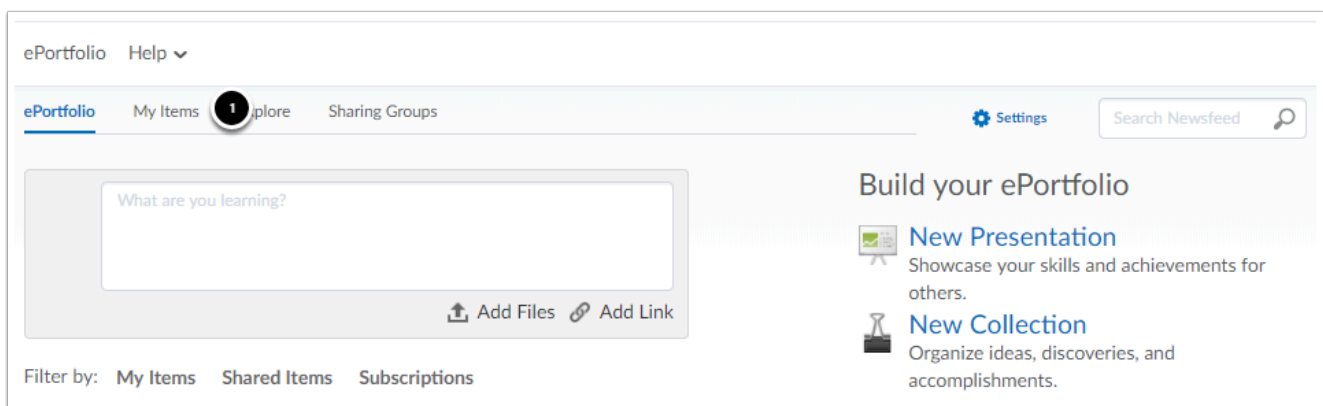 ePortfolio Help
ePortfolio My Items 1 plore Sharing Groups Settings Search Newsfeed
What are you learning?
Add Files Add Link
Filter by: My Items Shared Items Subscriptions
Build your ePortfolio
New Presentation
Showcase your skills and achievements for
others.
New Collection
Organize ideas, discoveries, and
accomplishments.